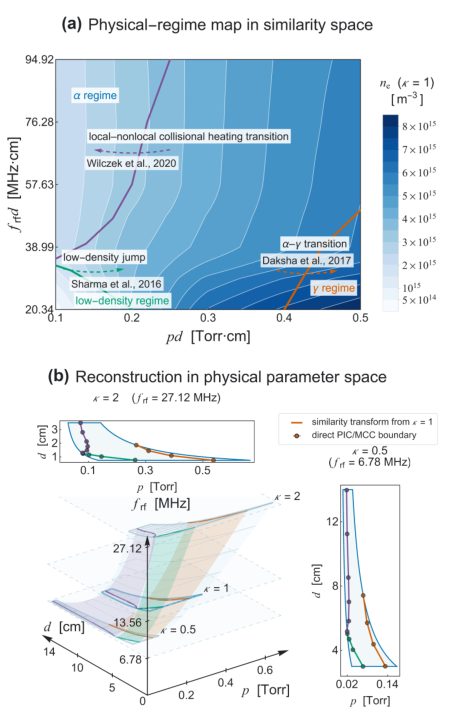 (a) Physical–regime map in similarity space
94.92
76.28
57.63
38.99
20.34
f_rf d [MHz·cm]
α regime
local–nonlocal collisional heating transition
Wilczek et al., 2020
low–density jump
Sharma et al., 2016
low–density regime
α–γ transition
Daksha et al., 2017
γ regime
0.1 0.2 0.3 0.4 0.5
pd [Torr·cm]
n_e (κ = 1)
[m⁻³]
8×10¹⁵
7×10¹⁵
6×10¹⁵
5×10¹⁵
4×10¹⁵
3×10¹⁵
2×10¹⁵
10¹⁵
5×10¹⁴
(b) Reconstruction in physical parameter space
κ = 2 (f_rf = 27.12 MHz)
d [cm]
3
2
1
0.1 0.3 0.5
p [Torr]
similarity transform from κ = 1
direct PIC/MCC boundary
κ = 0.5
(f_rf = 6.78 MHz)
f_rf [MHz]
27.12
13.56
6.78
κ = 2
κ = 1
κ = 0.5
d [cm]
14
10
5
0
0.2
0.4
0.6
p [Torr]
d [cm]
12
8
4
0.02 0.14
p [Torr]